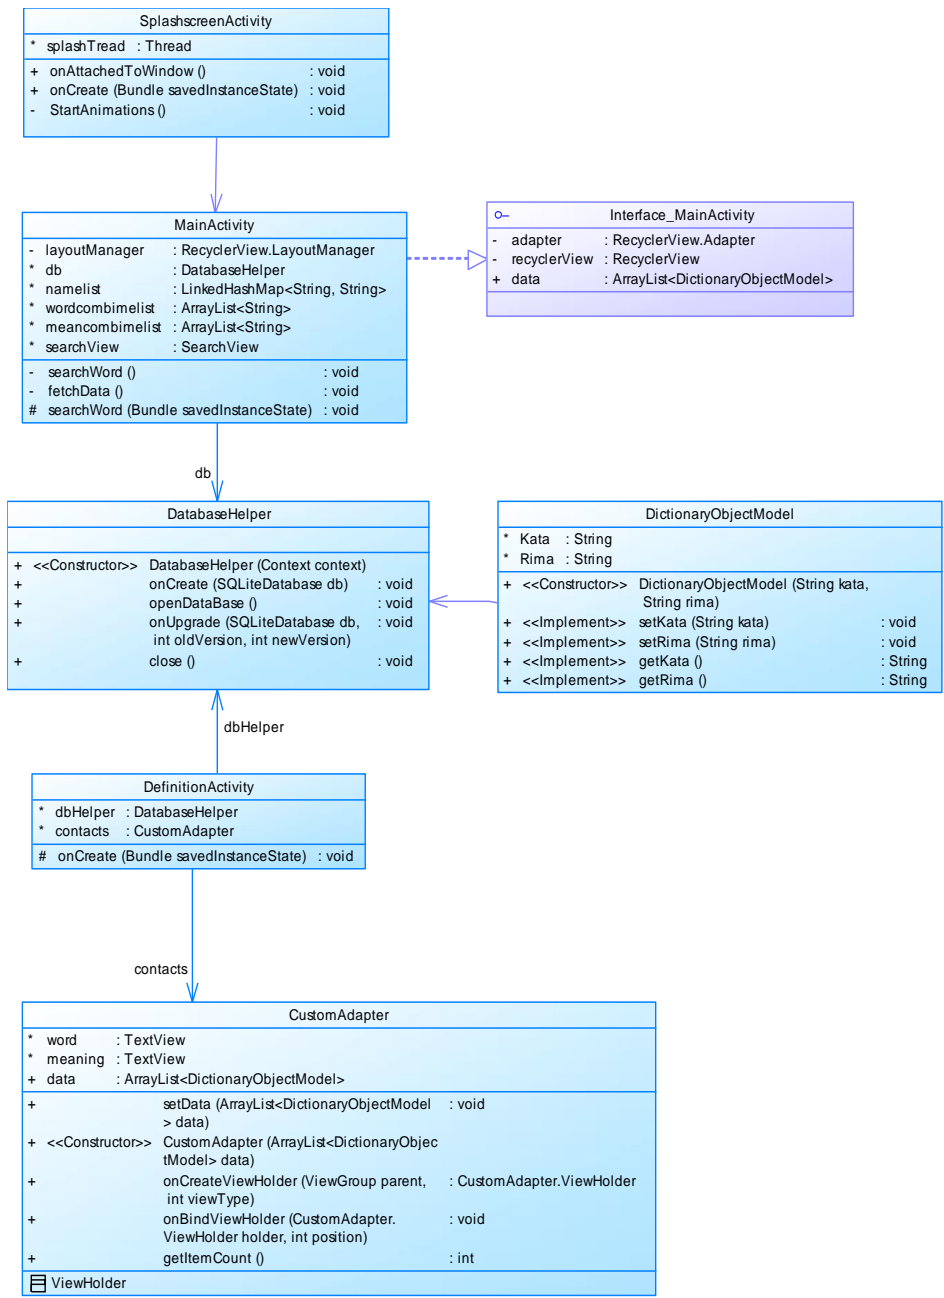 SplashscreenActivity
* splashTread : Thread
+ onAttachedToWindow () : void
+ onCreate (Bundle savedInstanceState) : void
- StartAnimations () : void
MainActivity
- layoutManager : RecyclerView.LayoutManager
* db : DatabaseHelper
* namelist : LinkedHashMap<String, String>
* wordcombimelist : ArrayList<String>
* meancombimelist : ArrayList<String>
* searchView : SearchView
- searchWord () : void
- fetchData () : void
# searchWord (Bundle savedInstanceState) : void
Interface_MainActivity
- adapter : RecyclerView.Adapter
- recyclerView : RecyclerView
+ data : ArrayList<DictionaryObjectModel>
db
DatabaseHelper
+ <<Constructor>> DatabaseHelper (Context context)
+ onCreate (SQLiteDatabase db) : void
+ openDataBase () : void
+ onUpgrade (SQLiteDatabase db, : void
int oldVersion, int newVersion)
+ close () : void
DictionaryObjectModel
* Kata : String
* Rima : String
+ <<Constructor>> DictionaryObjectModel (String kata,
String rima)
+ <<Implement>> setKata (String kata) : void
+ <<Implement>> setRima (String rima) : void
+ <<Implement>> getKata () : String
+ <<Implement>> getRima () : String
dbHelper
DefinitionActivity
* dbHelper : DatabaseHelper
* contacts : CustomAdapter
# onCreate (Bundle savedInstanceState) : void
contacts
CustomAdapter
* word : TextView
* meaning : TextView
+ data : ArrayList<DictionaryObjectModel>
+ setData (ArrayList<DictionaryObjectModel : void
> data)
+ <<Constructor>> CustomAdapter (ArrayList<DictionaryObjec
tModel> data)
+ onCreateViewHolder (ViewGroup parent, : CustomAdapter.ViewHolder
int viewType)
+ onBindViewHolder (CustomAdapter. : void
ViewHolder holder, int position)
+ getItemCount () : int
ViewHolder